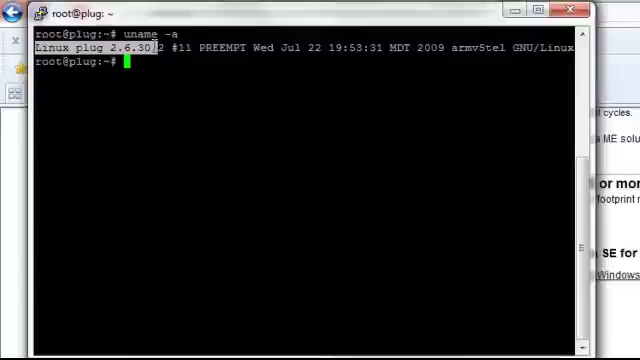 root@plug: ~
root@plug:~# uname -a
Linux plug 2.6.30.2 #11 PREEMPT Wed Jul 22 19:53:31 MDT 2009 armv5tel GNU/Linux
root@plug:~#
t cycles.
ME solu
or mor
footprint r
SE for
Windows